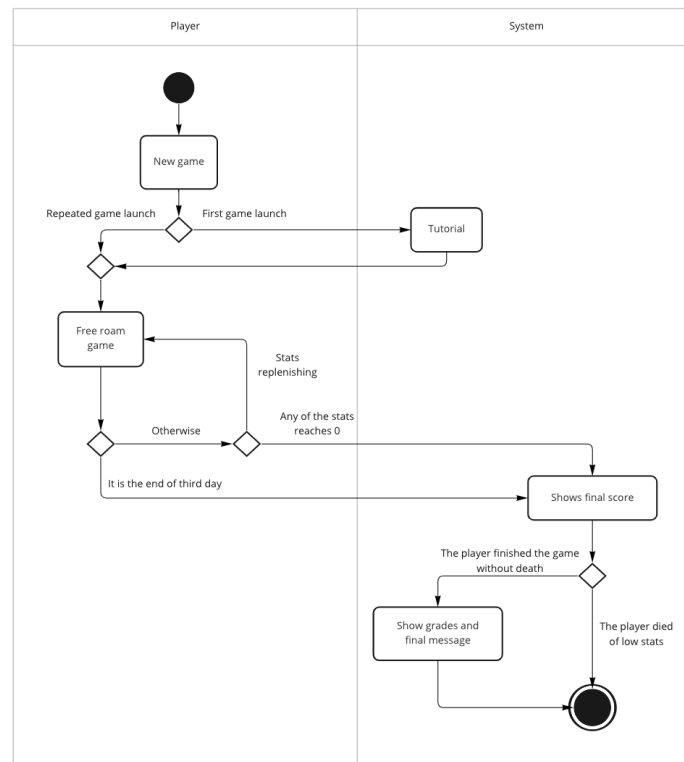 Player
System
New game
Repeated game launch
First game launch
Tutorial
Free roam
game
Stats
replenishing
Otherwise
Any of the stats
reaches 0
It is the end of third day
Shows final score
The player finished the game
without death
Show grades and
final message
The player died
of low stats